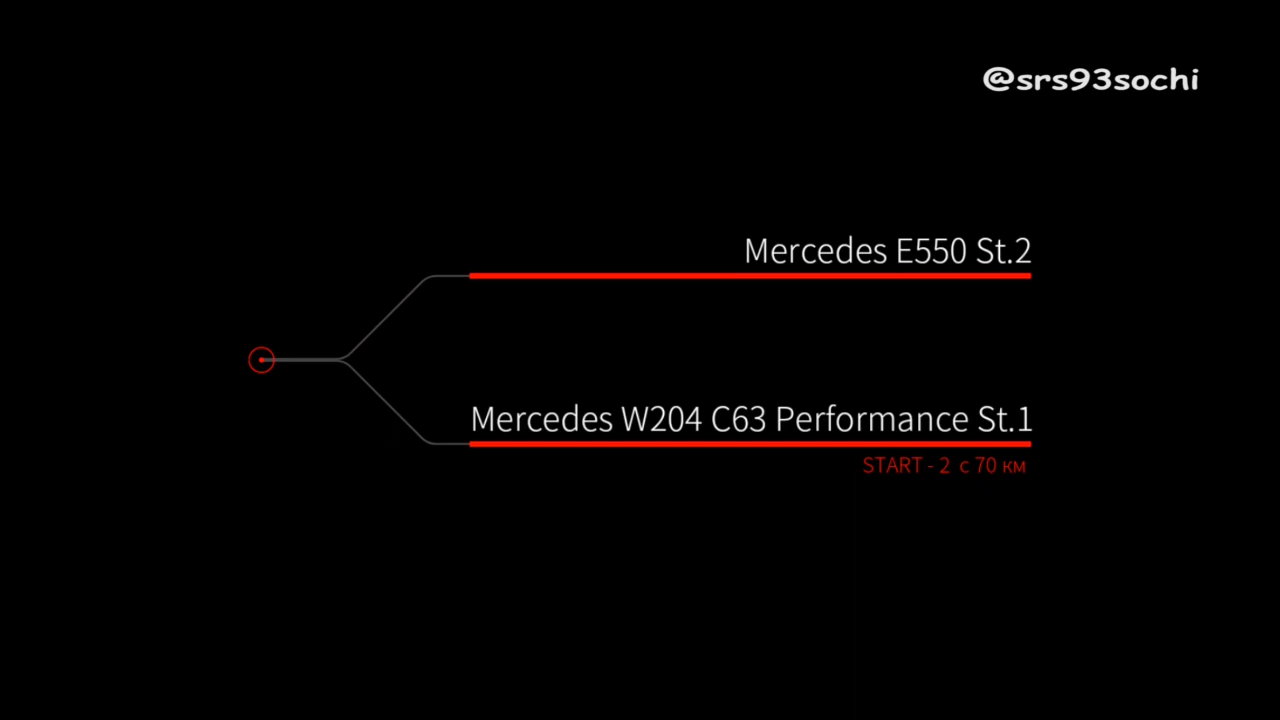 @srs93sochi
Mercedes E550 St.2
Mercedes W204 C63 Performance St.1
START - 2 с 70 км